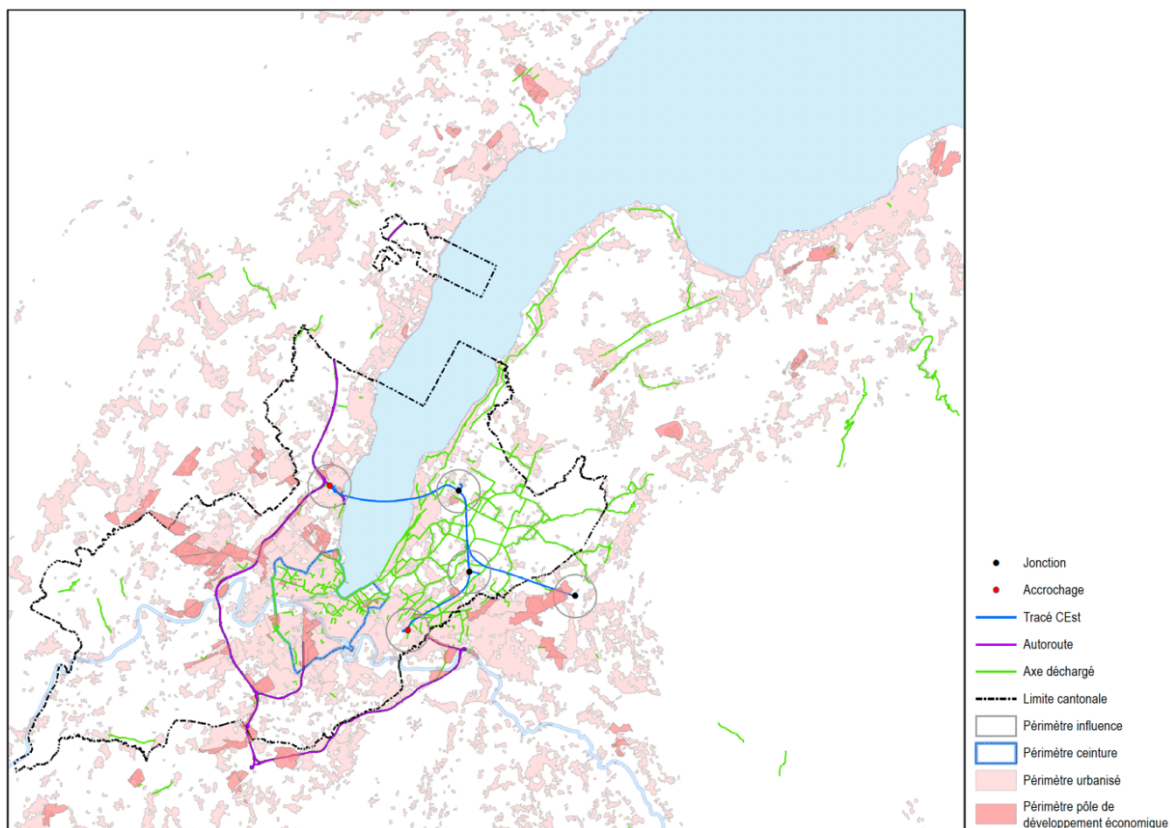 Jonction
Accrochage
Tracé CEst
Autoroute
Axe déchargé
Limite cantonale
Périmètre influence
Périmètre ceinture
Périmètre urbanisé
Périmètre pôle de
développement économique